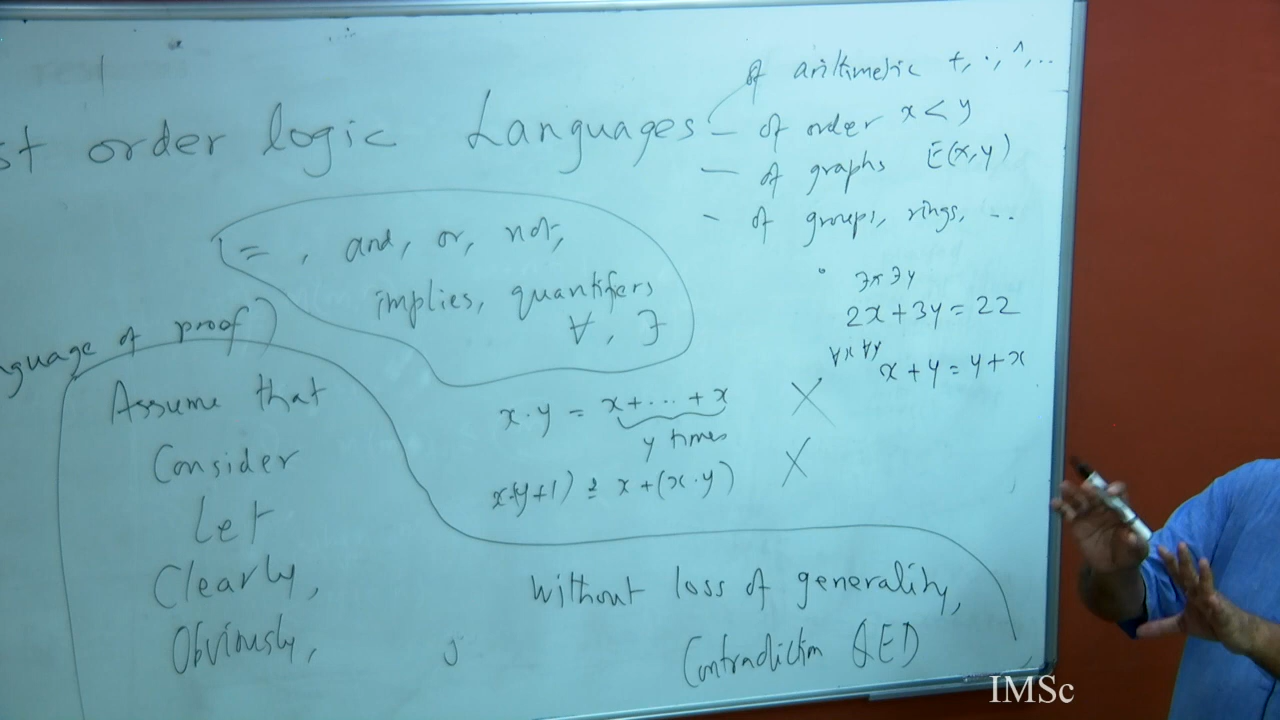 st order logic Languages
of arithmetic +, ·, ^, ...
– of order x < y
– of graphs E(x,y)
– of groups, rings, ...
= , and, or, not,
implies, quantifiers
∀, ∃
nguage of proof)
Assume that
Consider
Let
Clearly,
Obviously,
∃x ∃y
2x + 3y = 22
∀x ∀y
x + y = y + x
x · y = x + ... + x X
y times
x·(y+1) = x + (x·y) X
Without loss of generality,
Contradiction QED
IMSc